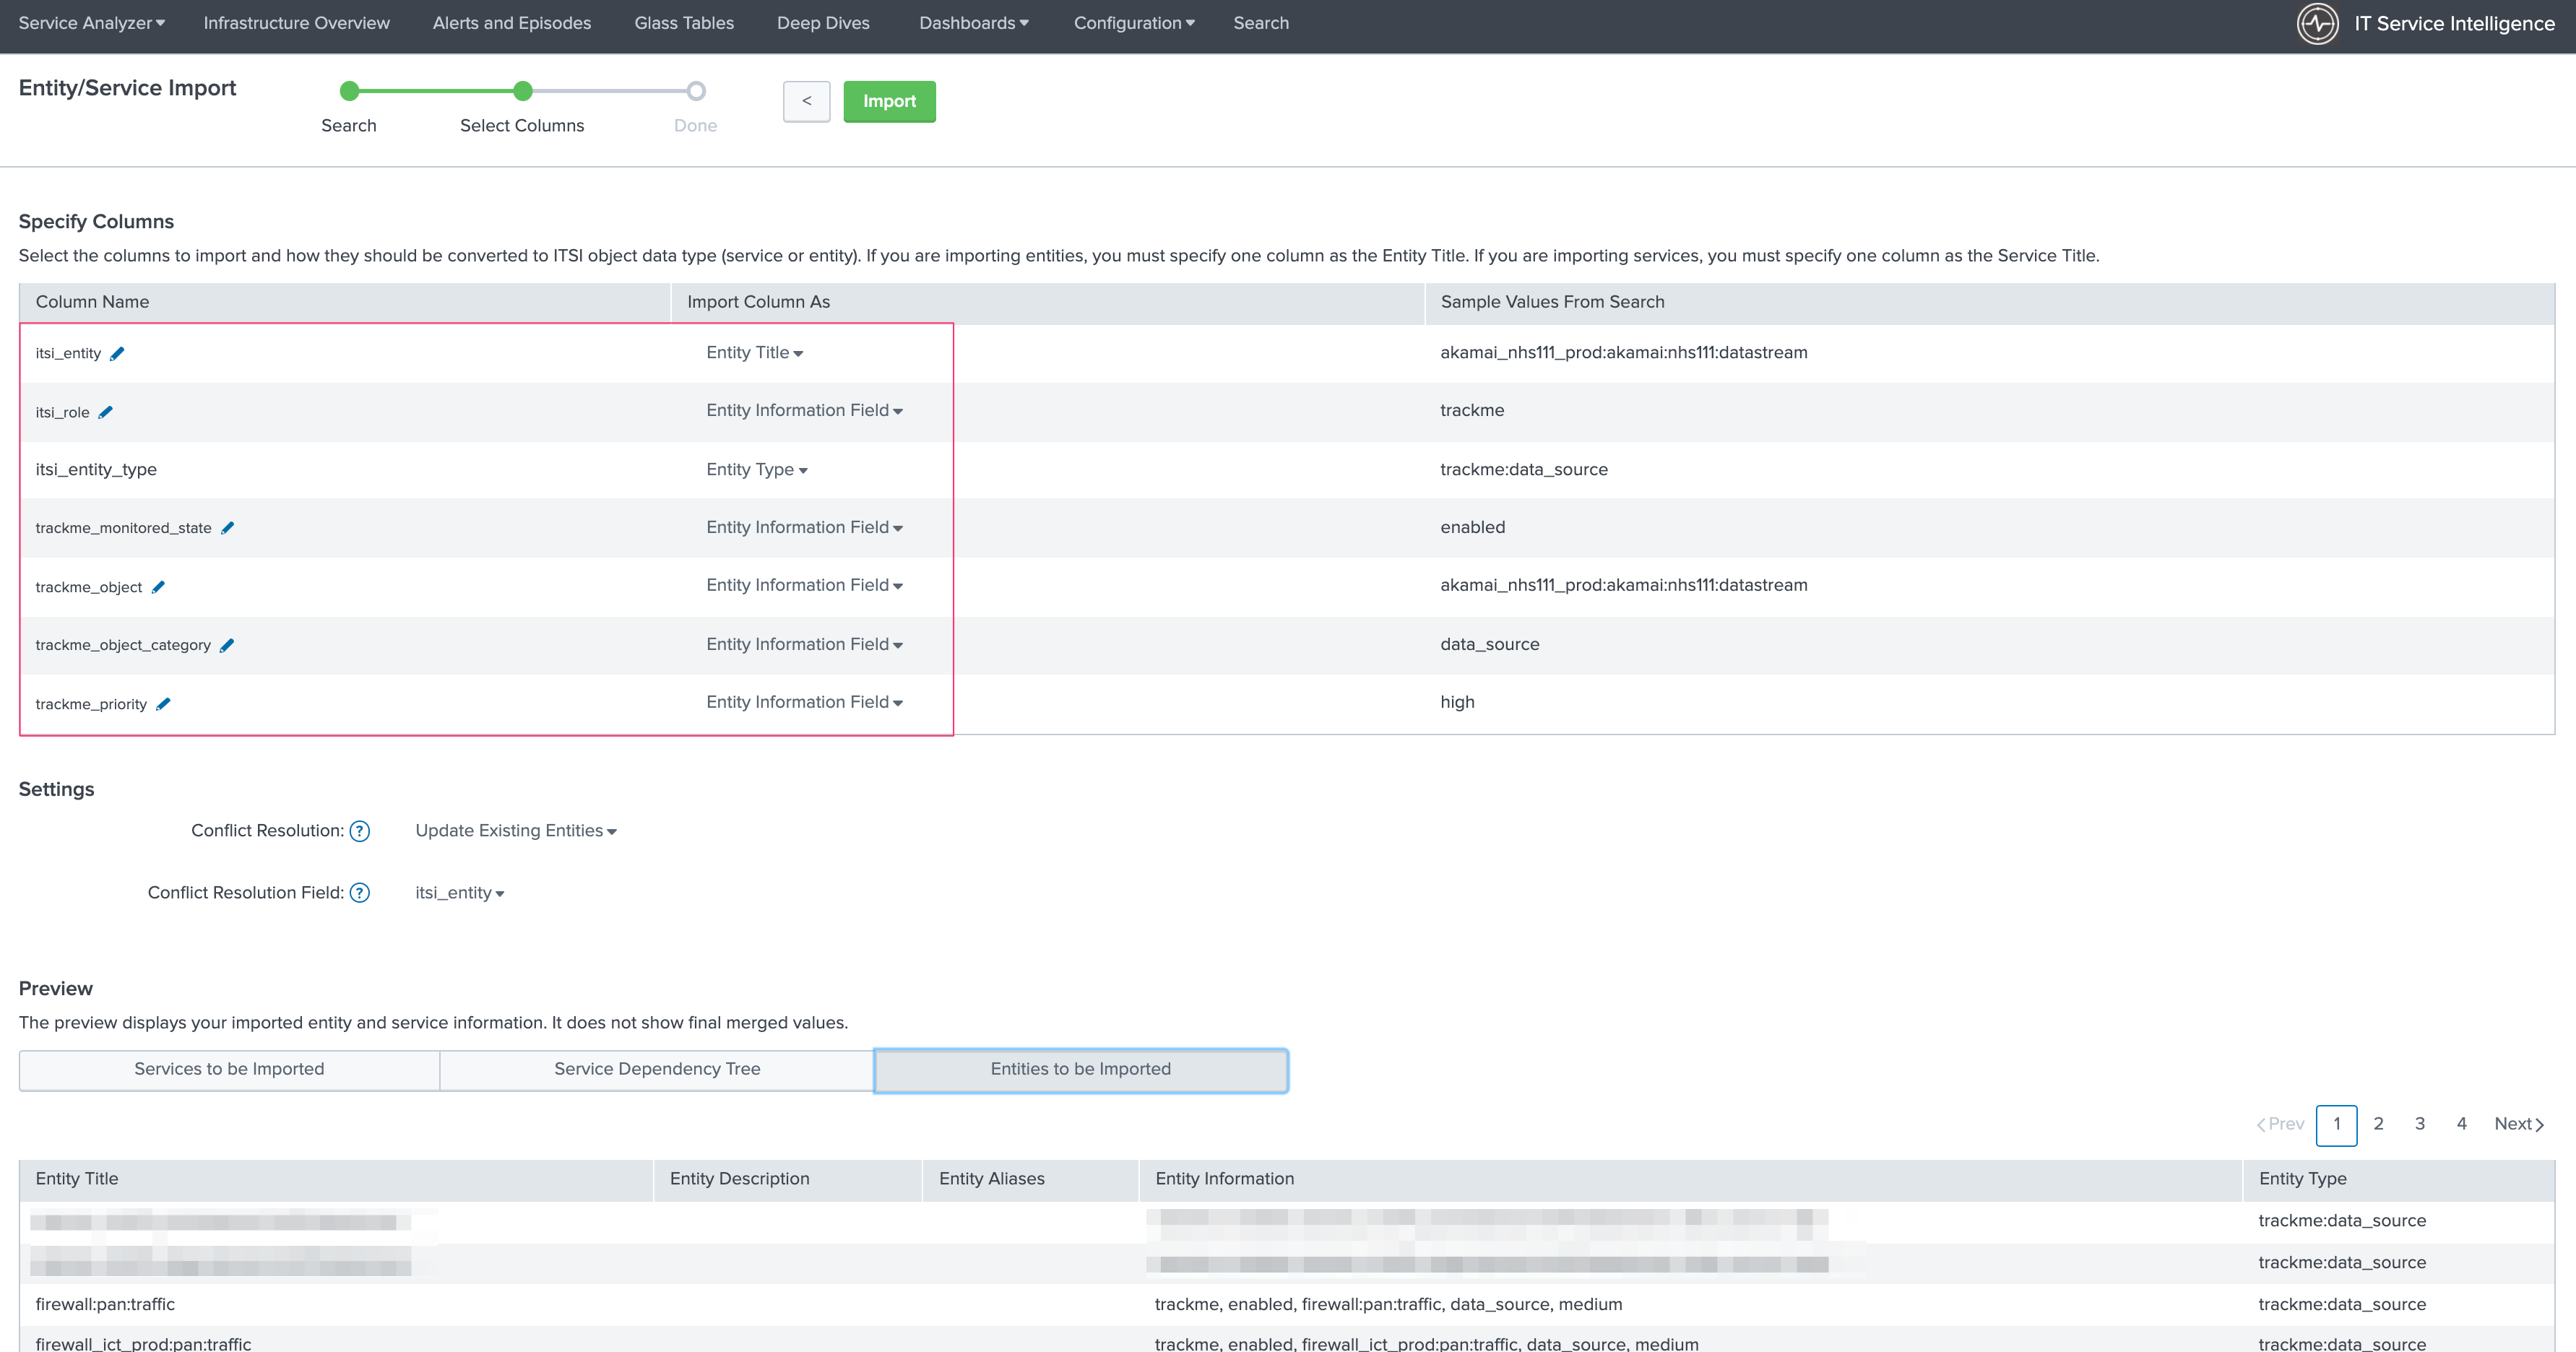 Service Analyzer Infrastructure Overview Alerts and Episodes Glass Tables Deep Dives Dashboards Configuration Search IT Service Intelligence
Entity/Service Import
Search Select Columns Done
< Import
Specify Columns
Select the columns to import and how they should be converted to ITSI object data type (service or entity). If you are importing entities, you must specify one column as the Entity Title. If you are importing services, you must specify one column as the Service Title.
Column Name Import Column As Sample Values From Search
itsi_entity Entity Title akamai_nhs111_prod:akamai:nhs111:datastream
itsi_role Entity Information Field trackme
itsi_entity_type Entity Type trackme:data_source
trackme_monitored_state Entity Information Field enabled
trackme_object Entity Information Field akamai_nhs111_prod:akamai:nhs111:datastream
trackme_object_category Entity Information Field data_source
trackme_priority Entity Information Field high
Settings
Conflict Resolution: ? Update Existing Entities
Conflict Resolution Field: ? itsi_entity
Preview
The preview displays your imported entity and service information. It does not show final merged values.
Services to be Imported Service Dependency Tree Entities to be Imported
Prev 1 2 3 4 Next
Entity Title Entity Description Entity Aliases Entity Information Entity Type
trackme:data_source
trackme:data_source
firewall:pan:traffic trackme, enabled, firewall:pan:traffic, data_source, medium trackme:data_source
firewall_ict_prod:pan:traffic trackme, enabled, firewall_ict_prod:pan:traffic, data_source, medium trackme:data_source